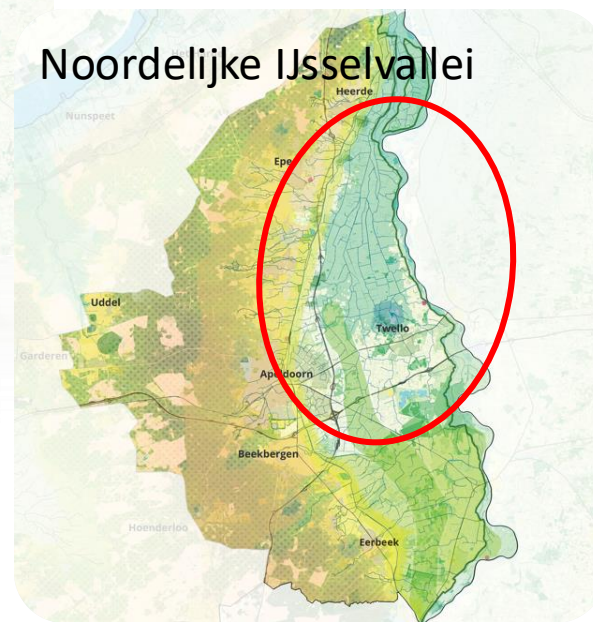 Noordelijke IJsselvallei
Heerde
Nunspeet
Epe
Uddel
Twello
Garderen
Apeldoorn
Beekbergen
Hoenderloo
Eerbeek